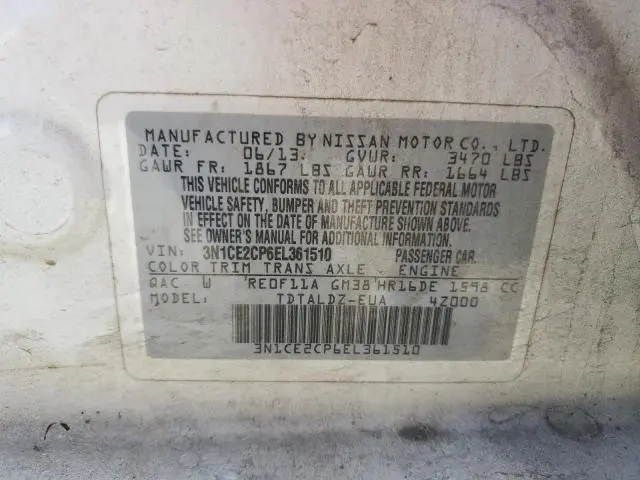 MANUFACTURED BY NISSAN MOTOR CO., LTD.
DATE: 06/13 GVWR: 3470 LBS
GAWR FR: 1867 LBS GAWR RR: 1664 LBS
THIS VEHICLE CONFORMS TO ALL APPLICABLE FEDERAL MOTOR
VEHICLE SAFETY, BUMPER AND THEFT PREVENTION STANDARDS
IN EFFECT ON THE DATE OF MANUFACTURE SHOWN ABOVE.
SEE OWNER'S MANUAL FOR ADDITIONAL INFORMATION.
VIN: 3N1CE2CP6EL361510 PASSENGER CAR.
COLOR TRIM TRANS AXLE ENGINE
QAC W RE0F11A GM38 HR16DE 1598 CC
MODEL: TDTALDZ-EUA 4Z000
3N1CE2CP6EL361510